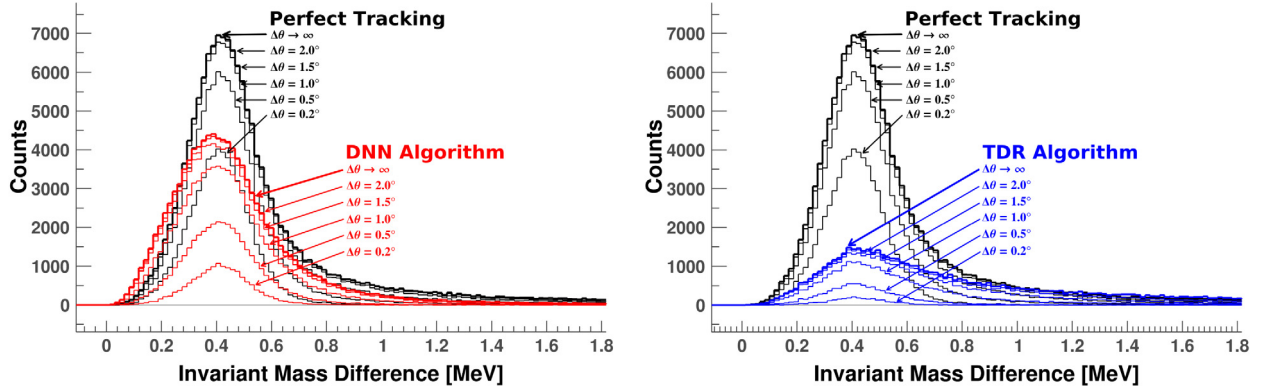 Perfect Tracking
Δθ → ∞
Δθ = 2.0°
Δθ = 1.5°
Δθ = 1.0°
Δθ = 0.5°
Δθ = 0.2°
DNN Algorithm
Δθ → ∞
Δθ = 2.0°
Δθ = 1.5°
Δθ = 1.0°
Δθ = 0.5°
Δθ = 0.2°
Counts
7000
6000
5000
4000
3000
2000
1000
0
0 0.2 0.4 0.6 0.8 1 1.2 1.4 1.6 1.8
Invariant Mass Difference [MeV]
Perfect Tracking
Δθ → ∞
Δθ = 2.0°
Δθ = 1.5°
Δθ = 1.0°
Δθ = 0.5°
Δθ = 0.2°
TDR Algorithm
Δθ → ∞
Δθ = 2.0°
Δθ = 1.5°
Δθ = 1.0°
Δθ = 0.5°
Δθ = 0.2°
Counts
7000
6000
5000
4000
3000
2000
1000
0
0 0.2 0.4 0.6 0.8 1 1.2 1.4 1.6 1.8
Invariant Mass Difference [MeV]